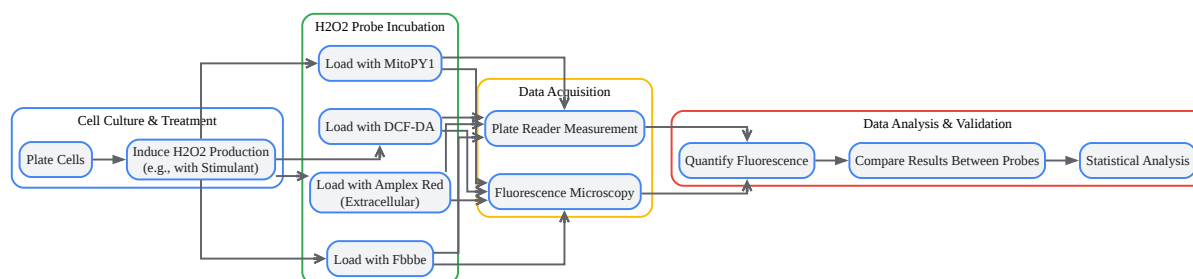 Cell Culture & Treatment
Plate Cells
Induce H2O2 Production
(e.g., with Stimulant)
H2O2 Probe Incubation
Load with MitoPY1
Load with DCF-DA
Load with Amplex Red
(Extracellular)
Load with Fbbbe
Data Acquisition
Plate Reader Measurement
Fluorescence Microscopy
Data Analysis & Validation
Quantify Fluorescence
Compare Results Between Probes
Statistical Analysis